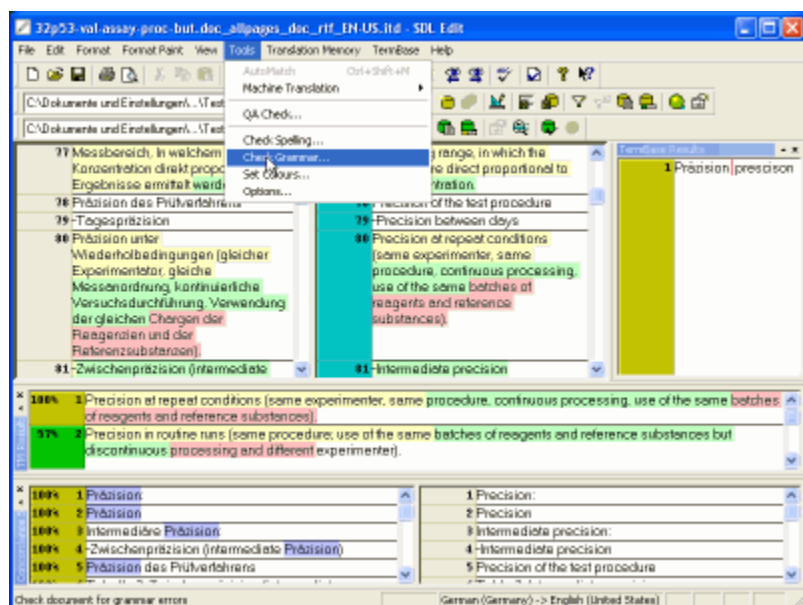 32p53-val-assay-proc-but.doc_allpages_doc_rtf_EN-US.itd - SDL Edit
File Edit Format Format Paint View Tools Translation Memory TermBase Help
AutoMatch Ctrl+Shift+M
Machine Translation
QA Check...
Check Spelling...
Check Grammar...
Set Colours...
Options...
C:\Dokumente und Einstellungen\...\Test
C:\Dokumente und Einstellungen\...\Test
77 Messbereich, In welchem
Konzentration direkt propo
Ergebnisse ermittelt werd
78 Präzision des Prüfverfahrens
79 -Tagespräzision
80 Präzision unter
Wiederholbedingungen (gleicher
Experimentator, gleiche
Messanordnung, kontinuierliche
Versuchsdurchführung, Verwendung
der gleichen Chargen der
Reagenzien und der
Referenzsubstanzen).
81 -Zwischenpräzision (intermediate
range, in which the
re direct proportional to
ntration.
of the test procedure
79 -Precision between days
80 Precision at repeat conditions
(same experimenter, same
procedure, continuous processing,
use of the same batches of
reagents and reference
substances).
81 -Intermediate precision
TermBase Results
1 Präzision prescison
100% 1 Precision at repeat conditions (same experimenter, same procedure, continuous processing, use of the same batches
of reagents and reference substances).
57% 2 Precision in routine runs (same procedure; use of the same batches of reagents and reference substances but
discontinuous processing and different experimenter).
100% 1 Präzision:
100% 2 Präzision
100% 3 Intermediäre Präzision:
100% 4 -Zwischenpräzision (intermediate Präzision)
100% 5 Präzision des Prüfverfahrens
1 Precision:
2 Precision
3 Intermediate precision:
4 -Intermediate precision
5 Precision of the test procedure
Check document for grammar errors
German (Germany) -> English (United States)